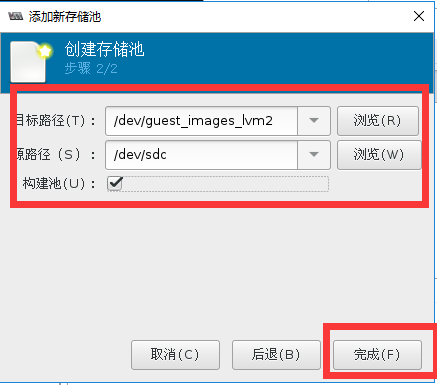 添加新存储池
创建存储池
步骤 2/2
目标路径(T)： /dev/guest_images_lvm2 浏览(R)
源路径（S）： /dev/sdc 浏览(W)
构建池(U)：
取消(C) 后退(B) 完成(F)